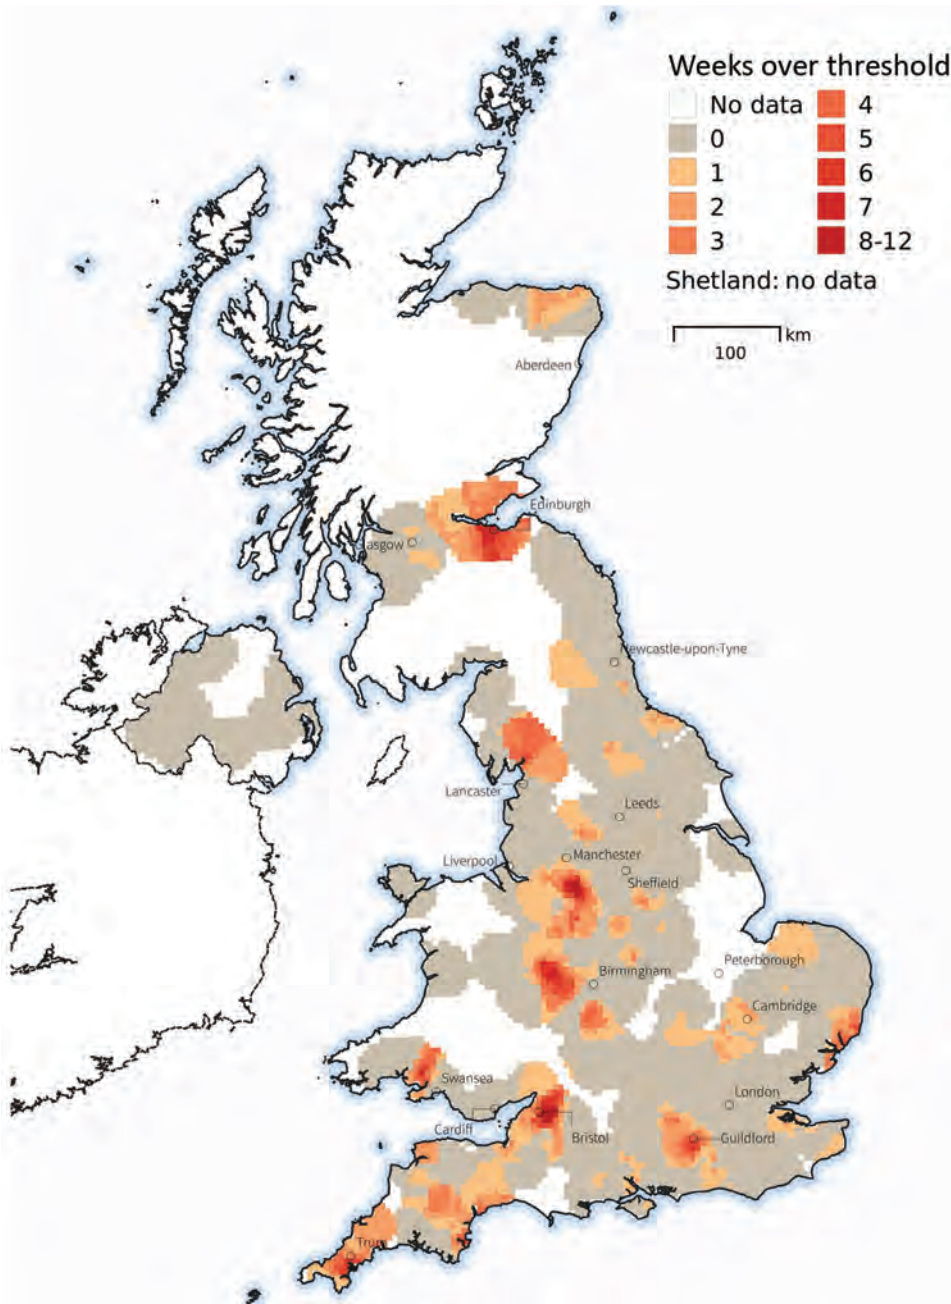 Weeks over threshold
No data
0
1
2
3
4
5
6
7
8-12
Shetland: no data
km
100
Aberdeen
Edinburgh
Glasgow
Newcastle-upon-Tyne
Lancaster
Leeds
Manchester
Liverpool
Sheffield
Peterborough
Birmingham
Cambridge
Swansea
London
Cardiff
Bristol
Guildford
Truro